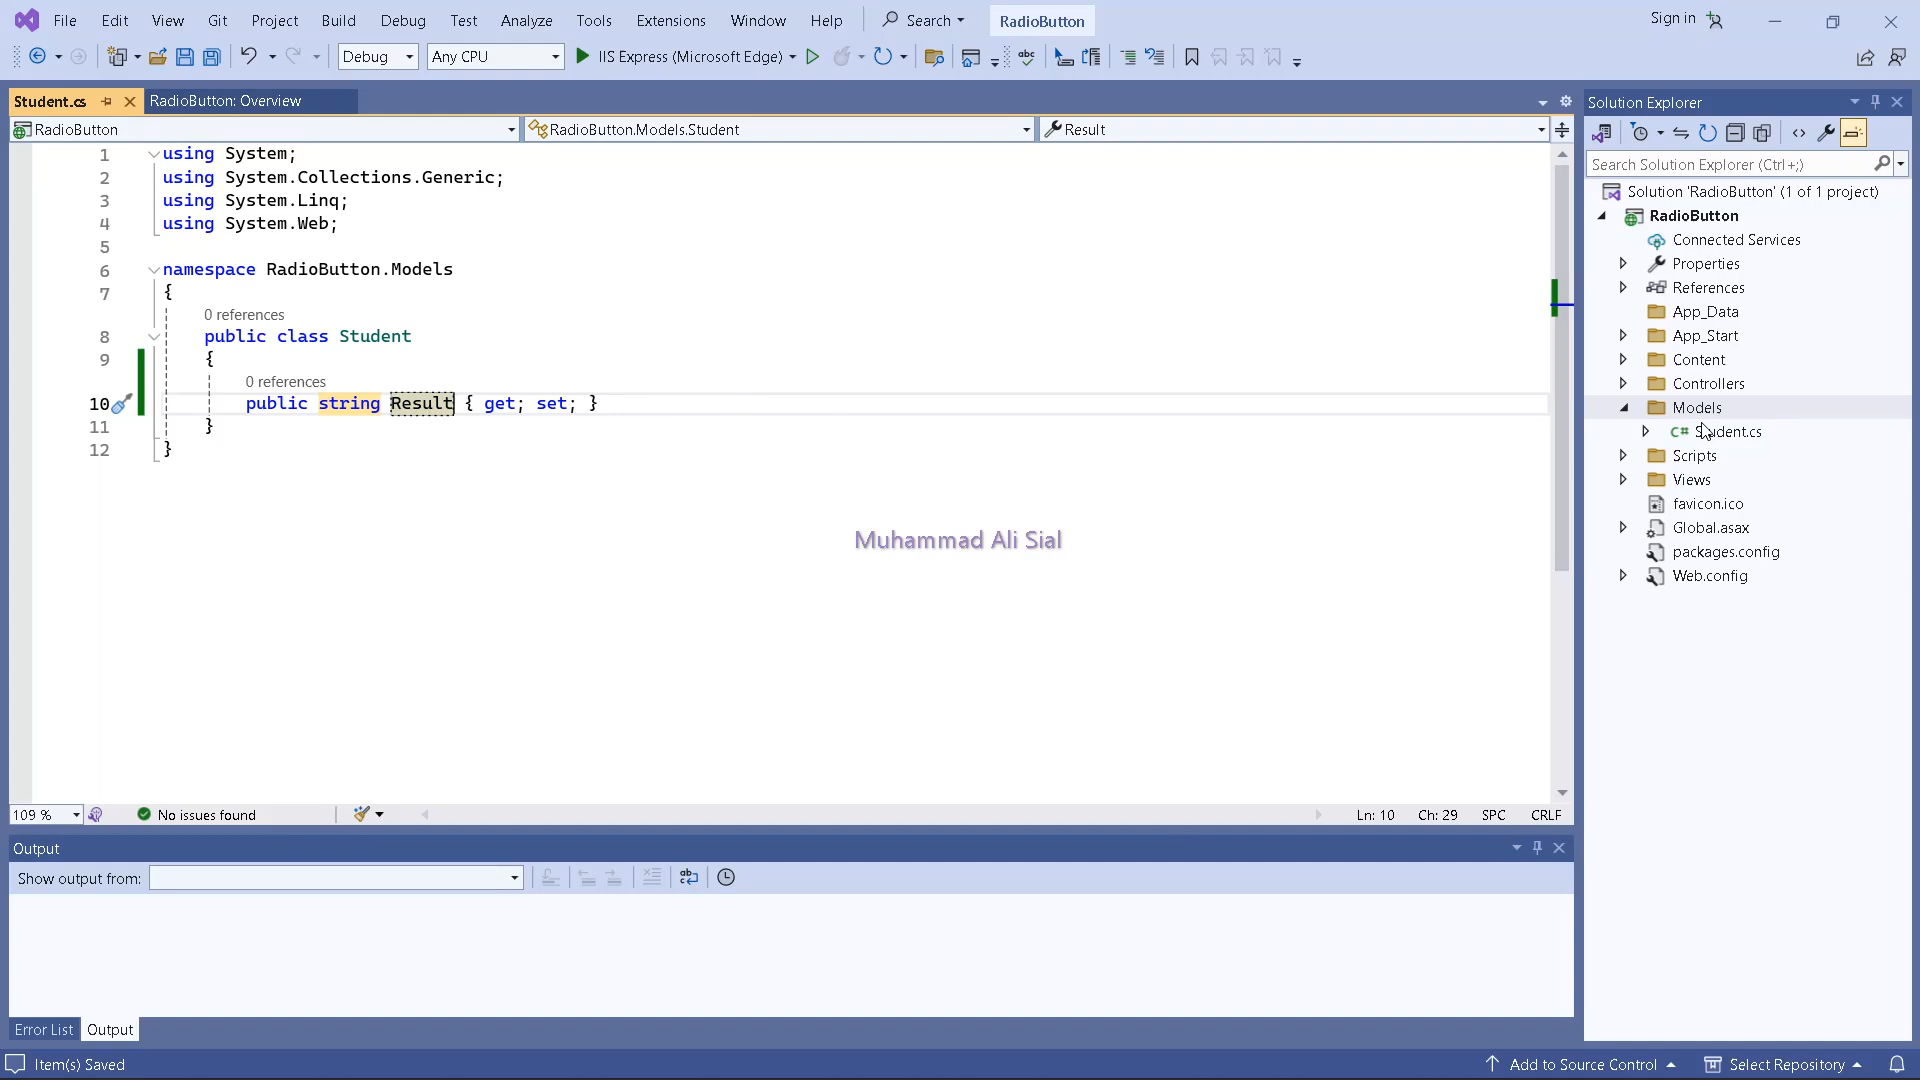 File Edit View Git Project Build Debug Test Analyze Tools Extensions Window Help Search RadioButton Sign in
Debug Any CPU IIS Express (Microsoft Edge)
Student.cs RadioButton: Overview
RadioButton RadioButton.Models.Student Result
1 using System;
2 using System.Collections.Generic;
3 using System.Linq;
4 using System.Web;
5
6 namespace RadioButton.Models
7 {
0 references
8 public class Student
9 {
0 references
10 public string Result { get; set; }
11 }
12 }
Muhammad Ali Sial
109 % No issues found Ln: 10 Ch: 29 SPC CRLF
Output
Show output from:
Error List Output
Item(s) Saved Add to Source Control Select Repository
Solution Explorer
Search Solution Explorer (Ctrl+;)
Solution 'RadioButton' (1 of 1 project)
RadioButton
Connected Services
Properties
References
App_Data
App_Start
Content
Controllers
Models
C# Student.cs
Scripts
Views
favicon.ico
Global.asax
packages.config
Web.config